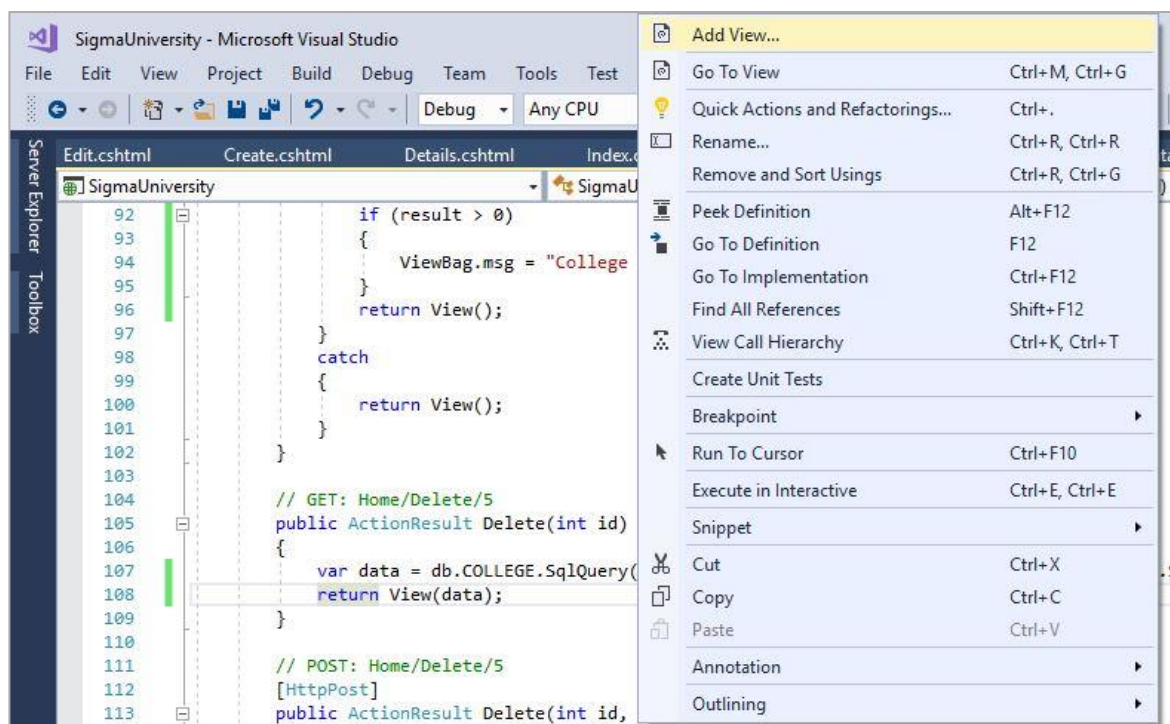 SigmaUniversity - Microsoft Visual Studio
File Edit View Project Build Debug Team Tools Test
Debug Any CPU
Server Explorer
Toolbox
Edit.cshtml Create.cshtml Details.cshtml
SigmaUniversity
92 if (result > 0)
93 {
94 ViewBag.msg = "College
95 }
96 return View();
97 }
98 catch
99 {
100 return View();
101 }
102 }
103
104 // GET: Home/Delete/5
105 public ActionResult Delete(int id)
106 {
107 var data = db.COLLEGE.SqlQuery(
108 return View(data);
109 }
110
111 // POST: Home/Delete/5
112 [HttpPost]
113 public ActionResult Delete(int id,
Add View...
Go To View Ctrl+M, Ctrl+G
Quick Actions and Refactorings... Ctrl+.
Rename... Ctrl+R, Ctrl+R
Remove and Sort Usings Ctrl+R, Ctrl+G
Peek Definition Alt+F12
Go To Definition F12
Go To Implementation Ctrl+F12
Find All References Shift+F12
View Call Hierarchy Ctrl+K, Ctrl+T
Create Unit Tests
Breakpoint
Run To Cursor Ctrl+F10
Execute in Interactive Ctrl+E, Ctrl+E
Snippet
Cut Ctrl+X
Copy Ctrl+C
Paste Ctrl+V
Annotation
Outlining